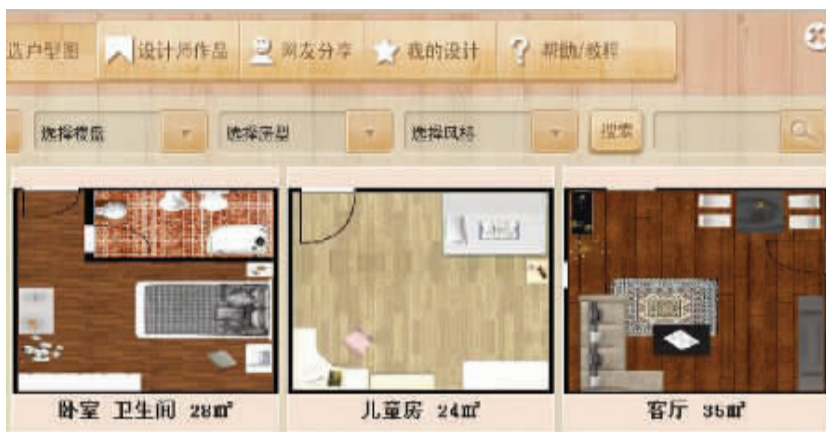 选户型图 设计师作品 网友分享 我的设计 帮助/教程
选择楼盘 选择房型 选择风格 搜索
卧室 卫生间 28㎡ 儿童房 24㎡ 客厅 35㎡